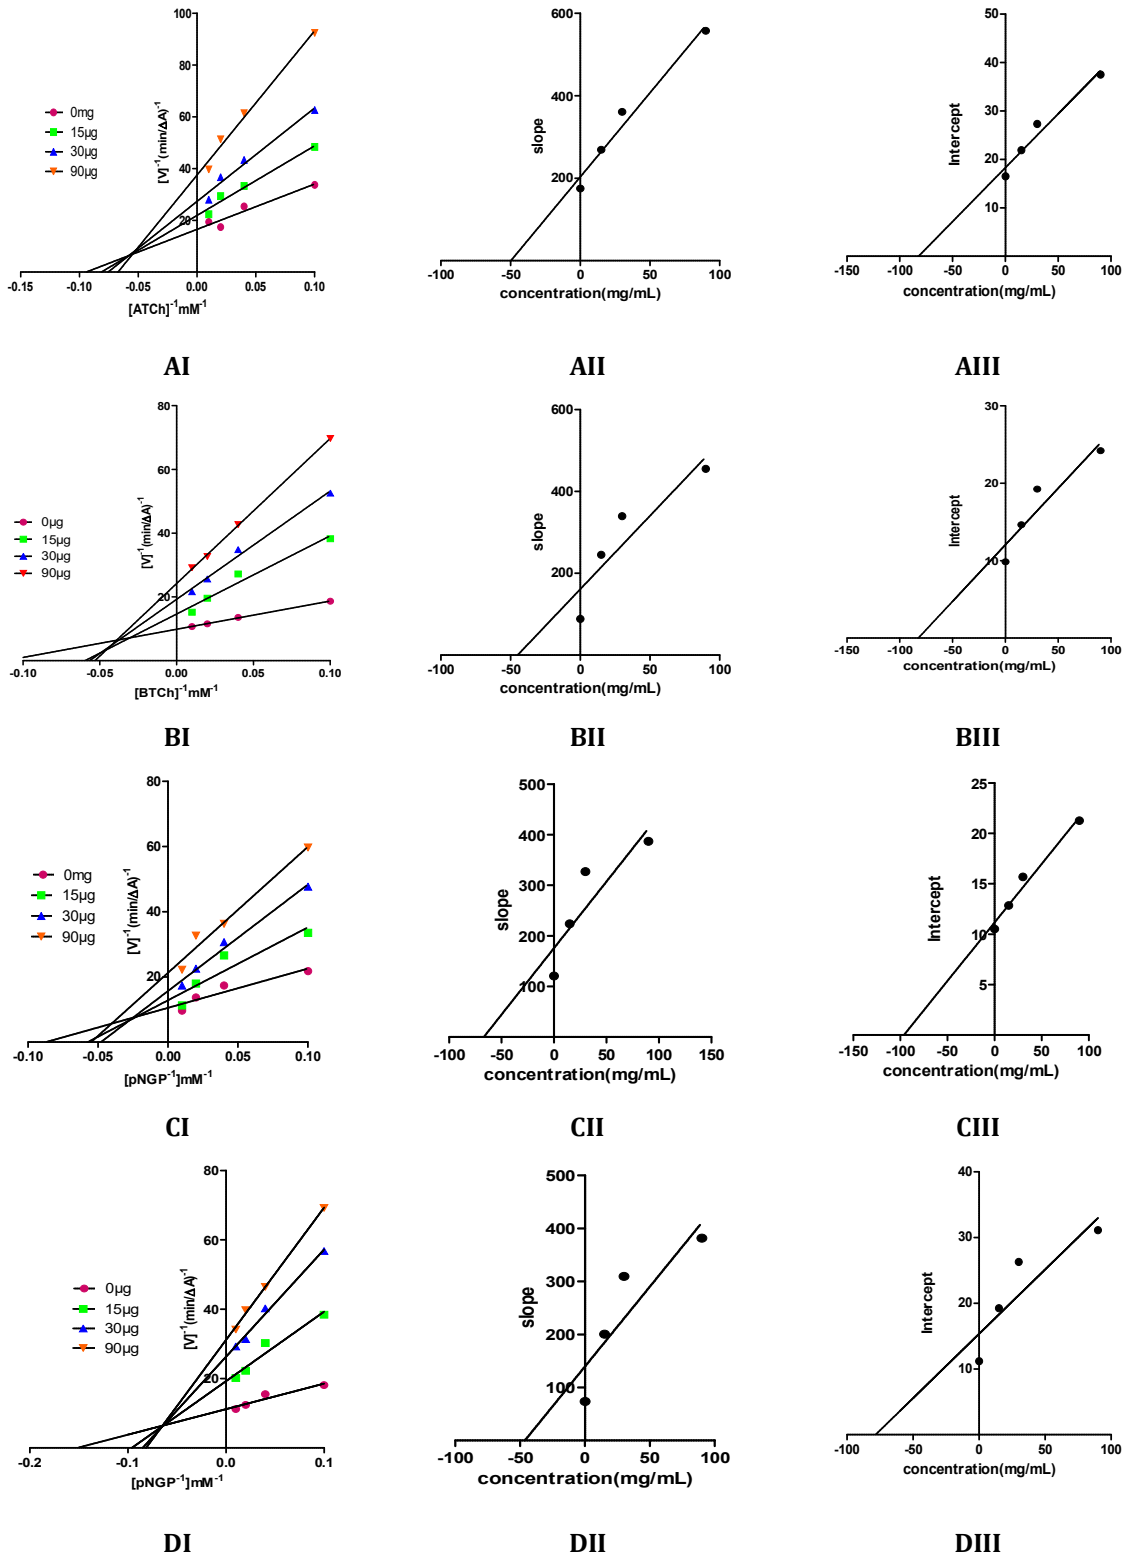 100
80
60
40
20
[V]⁻¹(min/ΔA)⁻¹
0mg
15µg
30µg
90µg
-0.15 -0.10 -0.05 0.00 0.05 0.10
[ATCh]⁻¹mM⁻¹
AI
600
400
200
slope
-100 -50 0 50 100
concentration(mg/mL)
AII
50
40
30
20
10
Intercept
-150 -100 -50 0 50 100
concentration(mg/mL)
AIII
80
60
40
20
[V]⁻¹(min/ΔA)⁻¹
0µg
15µg
30µg
90µg
-0.10 -0.05 0.00 0.05 0.10
[BTCh]⁻¹mM⁻¹
BI
600
400
200
slope
-100 -50 0 50 100
concentration(mg/mL)
BII
30
20
10
Intercept
-150 -100 -50 0 50 100
concentration(mg/mL)
BIII
80
60
40
20
[V]⁻¹(min/ΔA)⁻¹
0mg
15µg
30µg
90µg
-0.10 -0.05 0.00 0.05 0.10
[pNGP⁻¹]mM⁻¹
CI
500
400
300
200
100
slope
-100 -50 0 50 100 150
concentration(mg/mL)
CII
25
20
15
10
5
Intercept
-150 -100 -50 0 50 100
concentration(mg/mL)
CIII
80
60
40
20
[V]⁻¹(min/ΔA)⁻¹
0µg
15µg
30µg
90µg
-0.2 -0.1 0.0 0.1
[pNGP⁻¹]mM⁻¹
DI
500
400
300
200
100
slope
-100 -50 0 50 100
concentration(mg/mL)
DII
40
30
20
10
Intercept
-100 -50 0 50 100
concentration(mg/mL)
DIII